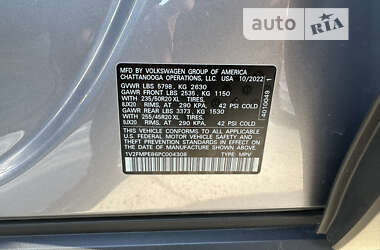 AUTO RIA
MFD BY VOLKSWAGEN GROUP OF AMERICA
CHATTANOOGA OPERATIONS, LLC. USA 10/2022
GVWR LBS 5798, KG 2630
GAWR FRONT LBS 2535, KG 1150
WITH 235/50R20 XL TIRES,
8JX20 RIMS AT 290 KPA, 42 PSI COLD
GAWR REAR LBS 3373, KG 1530
WITH 255/45R20 XL TIRES,
RIMS AT 290 KPA, 42 PSI COLD
THIS VEHICLE CONFORMS TO ALL APPLICABLE
U.S. FEDERAL MOTOR VEHICLE SAFETY AND
THEFT PREVENTION STANDARDS IN EFFECT
ON THE DATE OF MANUFACTURE SHOWN ABOVE.
TYPE: MPV